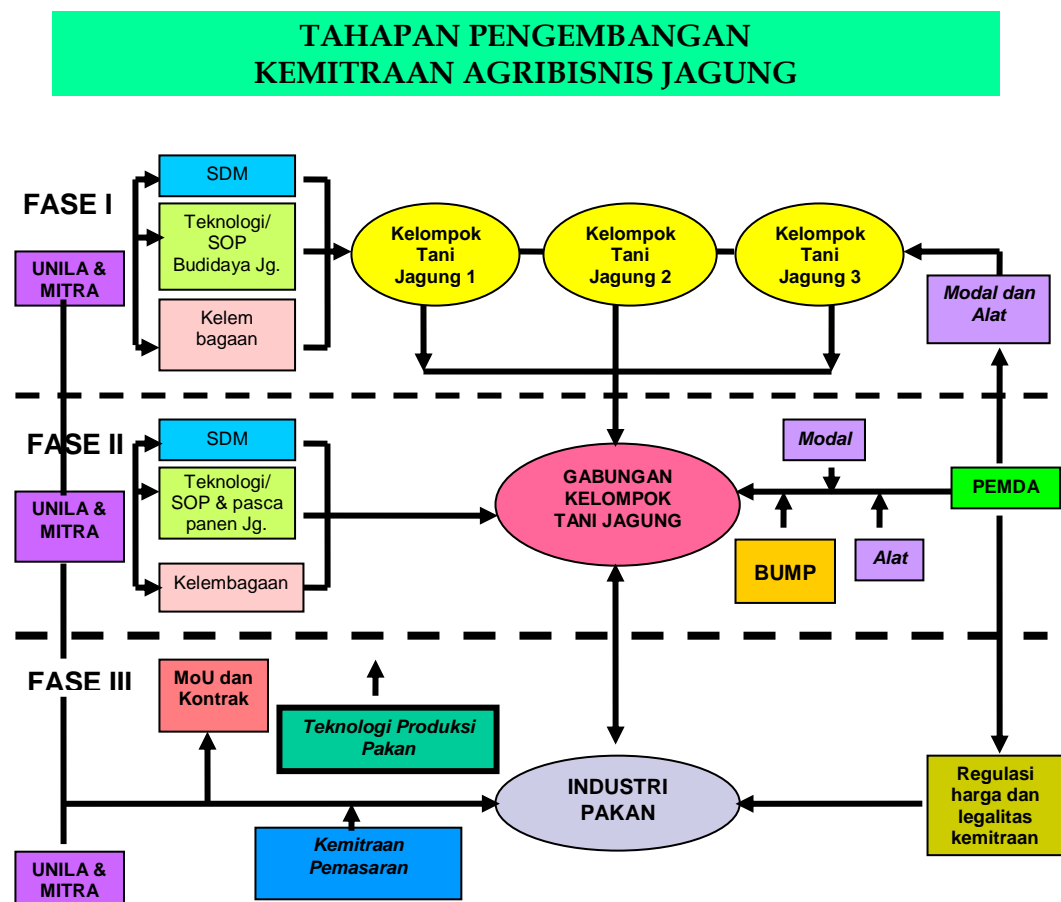 TAHAPAN PENGEMBANGAN
KEMITRAAN AGRIBISNIS JAGUNG
FASE I
SDM
Teknologi/
SOP
Budidaya Jg.
Kelem
bagaan
UNILA &
MITRA
Kelompok
Tani
Jagung 1
Kelompok
Tani
Jagung 2
Kelompok
Tani
Jagung 3
Modal dan
Alat
FASE II
SDM
Teknologi/
SOP & pasca
panen Jg.
Kelembagaan
UNILA &
MITRA
GABUNGAN
KELOMPOK
TANI JAGUNG
Modal
BUMP
Alat
PEMDA
FASE III
MoU dan
Kontrak
Teknologi Produksi
Pakan
Kemitraan
Pemasaran
INDUSTRI
PAKAN
Regulasi
harga dan
legalitas
kemitraan
UNILA &
MITRA